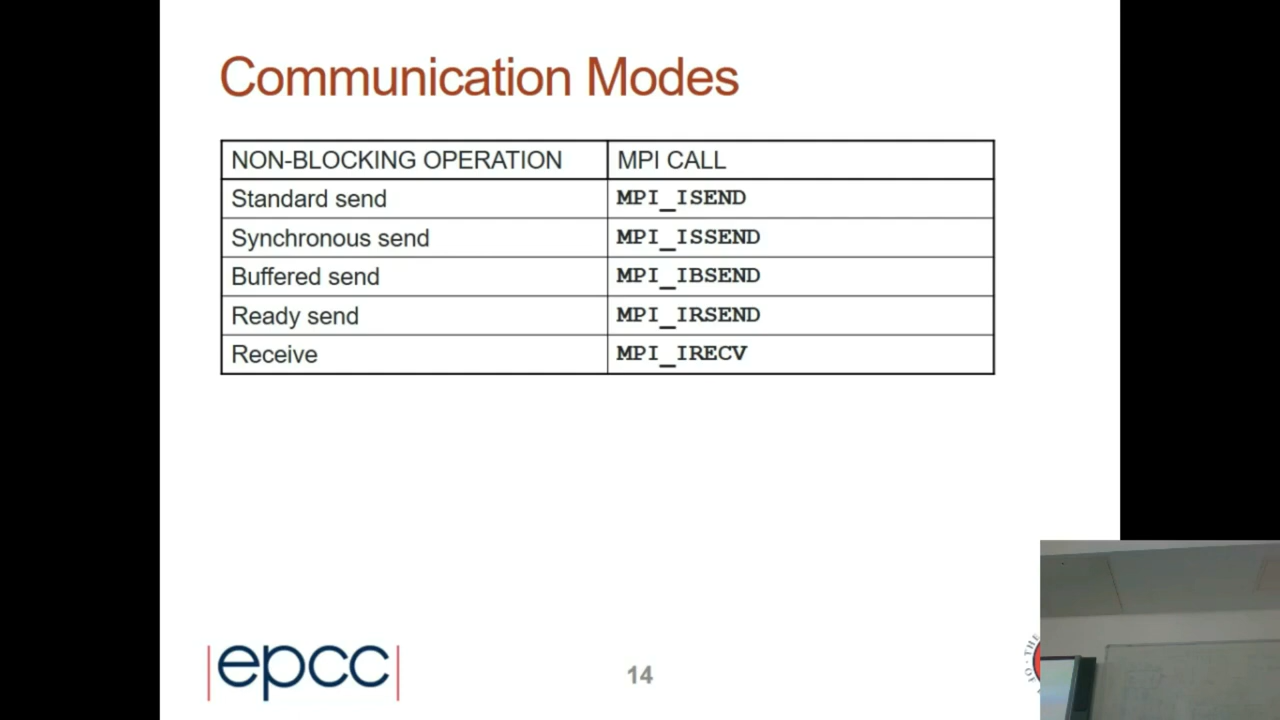 Communication Modes
NON-BLOCKING OPERATION MPI CALL
Standard send MPI_ISEND
Synchronous send MPI_ISSEND
Buffered send MPI_IBSEND
Ready send MPI_IRSEND
Receive MPI_IRECV
epcc
14
THE